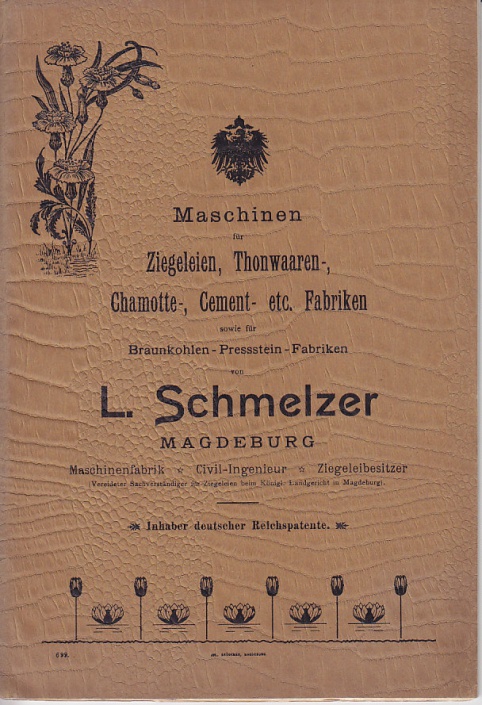 Maschinen
für
Ziegeleien, Thonwaaren-,
Chamotte-, Cement- etc. Fabriken
sowie für
Braunkohlen-Pressstein-Fabriken
von
L. Schmelzer
MAGDEBURG
Maschinenfabrik ☆ Civil-Ingenieur ☆ Ziegeleibesitzer
(Vereideter Sachverständiger für Ziegeleien beim Königl. Landgericht in Magdeburg).
Inhaber deutscher Reichspatente.